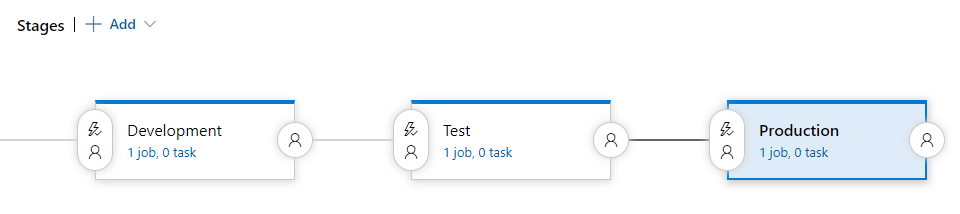 Stages | + Add
Development
1 job, 0 task
Test
1 job, 0 task
Production
1 job, 0 task